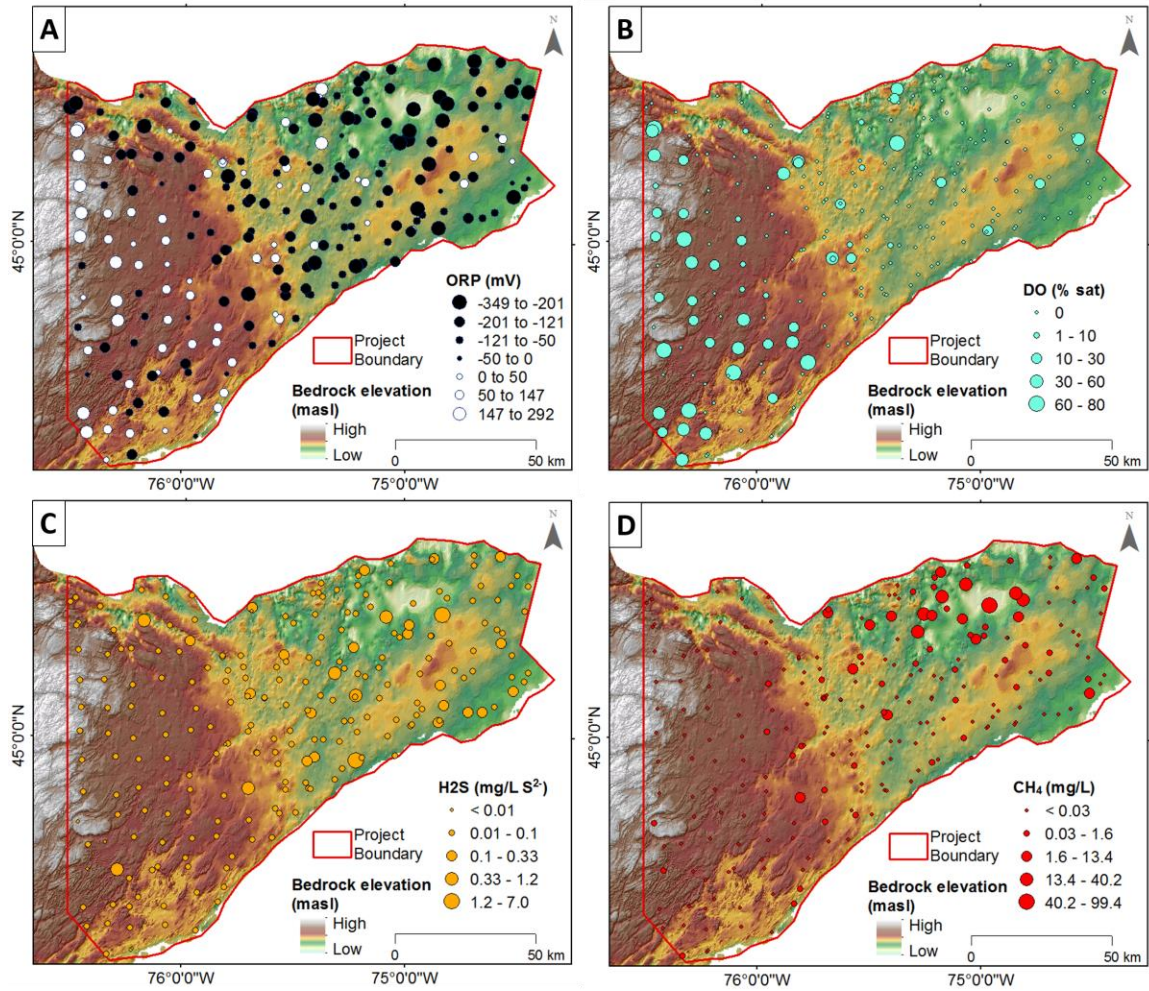 A
N
45°0'0"N
ORP (mV)
-349 to -201
-201 to -121
-121 to -50
-50 to 0
0 to 50
50 to 147
147 to 292
Project
Boundary
Bedrock elevation
(masl)
High
Low
0
50 km
76°0'0"W
75°0'0"W
B
N
45°0'0"N
DO (% sat)
0
1 - 10
10 - 30
30 - 60
60 - 80
Project
Boundary
Bedrock elevation
(masl)
High
Low
0
50 km
76°0'0"W
75°0'0"W
C
N
45°0'0"N
H2S (mg/L S²⁻)
< 0.01
0.01 - 0.1
0.1 - 0.33
0.33 - 1.2
1.2 - 7.0
Project
Boundary
Bedrock elevation
(masl)
High
Low
0
50 km
76°0'0"W
75°0'0"W
D
N
45°0'0"N
CH₄ (mg/L)
< 0.03
0.03 - 1.6
1.6 - 13.4
13.4 - 40.2
40.2 - 99.4
Project
Boundary
Bedrock elevation
(masl)
High
Low
0
50 km
76°0'0"W
75°0'0"W